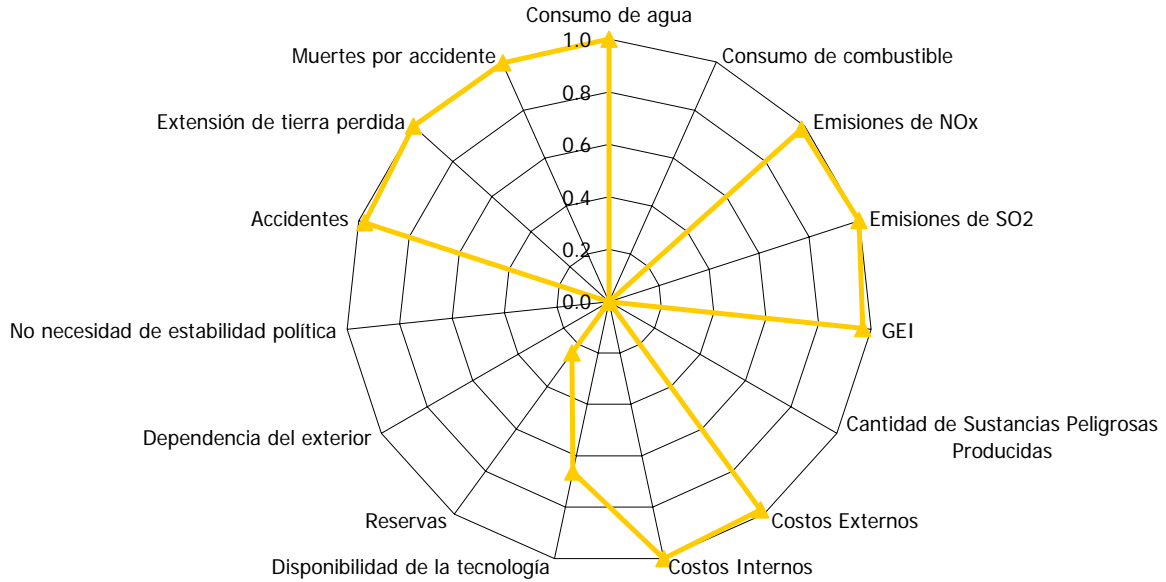 Consumo de agua
Consumo de combustible
Emisiones de NOx
Emisiones de SO2
GEI
Cantidad de Sustancias Peligrosas
Producidas
Costos Externos
Costos Internos
Disponibilidad de la tecnología
Reservas
Dependencia del exterior
No necesidad de estabilidad política
Accidentes
Extensión de tierra perdida
Muertes por accidente
1.0
0.8
0.6
0.4
0.2
0.0